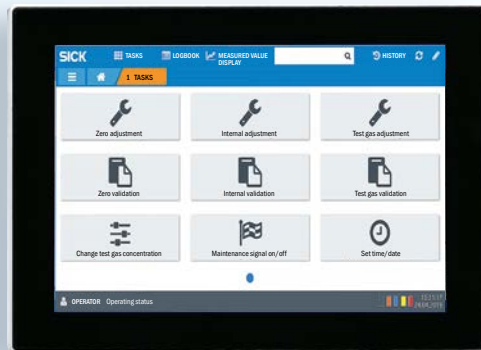 SICK
TASKS
LOGBOOK
MEASURED VALUE
DISPLAY
HISTORY
1 TASKS
Zero adjustment
Internal adjustment
Test gas adjustment
Zero validation
Internal validation
Test gas validation
Change test gas concentration
Maintenance signal on/off
Set time/date
OPERATOR Operating status